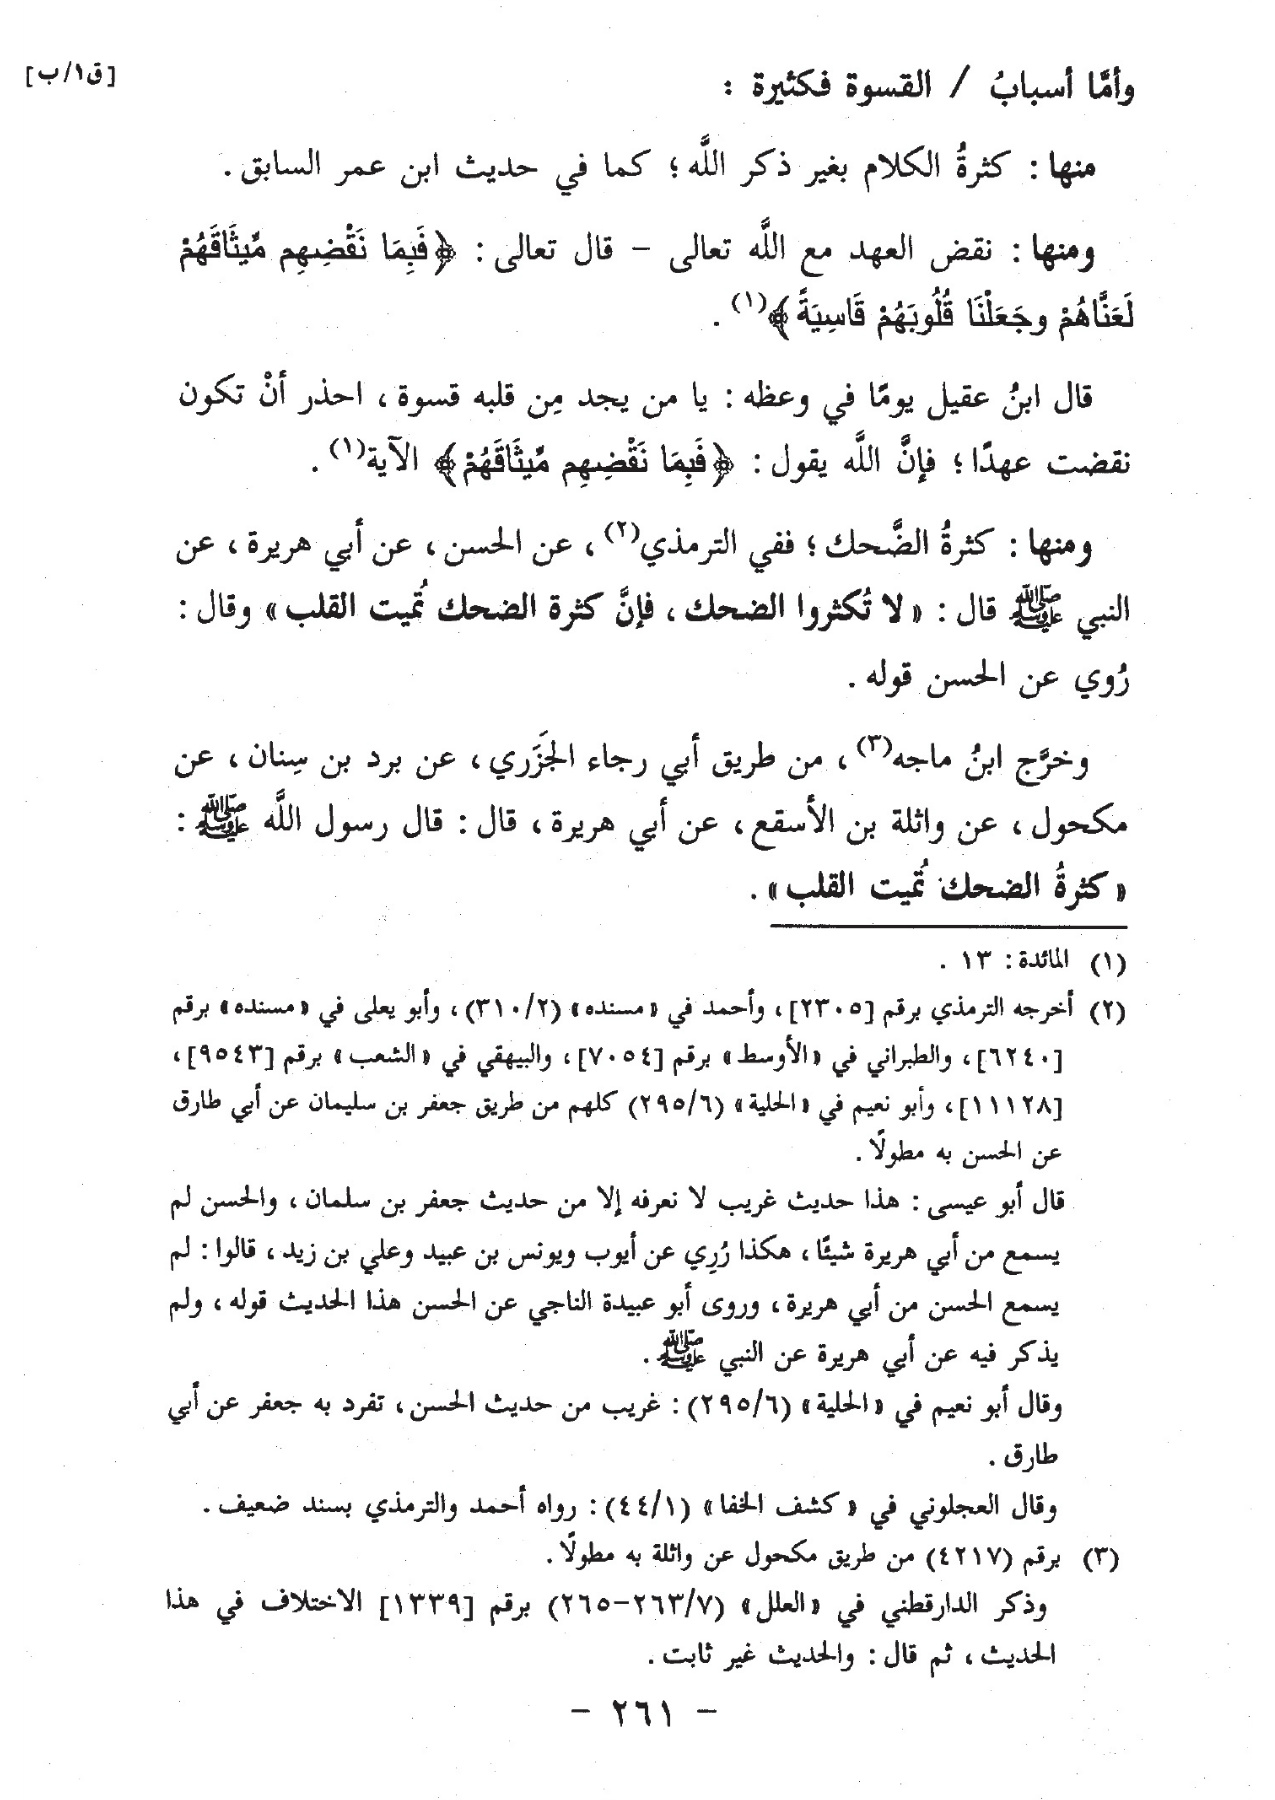 [ق١/ب]
وأمَّا أسبابُ / القسوة فكثيرة :
منها : كثرةُ الكلام بغير ذكر اللَّه ؛ كما في حديث ابن عمر السابق .
ومنها : نقض العهد مع اللَّه تعالى - قال تعالى : ﴿فَبِمَا نَقْضِهِم مِّيثَاقَهُمْ
لَعَنَّاهُمْ وجَعَلْنَا قُلُوبَهُمْ قَاسِيَةً﴾(١) .
قال ابنُ عقيل يومًا في وعظه : يا من يجد مِن قلبه قسوة ، احذر أنْ تكون
نقضت عهدًا ؛ فإنَّ اللَّه يقول : ﴿فَبِمَا نَقْضِهِم مِّيثَاقَهُمْ﴾ الآية(١) .
ومنها : كثرةُ الضَّحك ؛ ففي الترمذي(٢) ، عن الحسن ، عن أبي هريرة ، عن
النبي ﷺ قال : « لا تُكثروا الضحك ، فإنَّ كثرة الضحك تُميت القلب » وقال :
رُوي عن الحسن قوله .
وخرَّج ابنُ ماجه(٣) ، من طريق أبي رجاء الجَزَري ، عن برد بن سِنان ، عن
مكحول ، عن واثلة بن الأسقع ، عن أبي هريرة ، قال : قال رسول اللَّه ﷺ :
« كثرةُ الضحك تُميت القلب » .
(١) المائدة : ١٣ .
(٢) أخرجه الترمذي برقم [٢٣٠٥] ، وأحمد في « مسنده » (٣١٠/٢) ، وأبو يعلى في « مسنده » برقم
[٦٢٤٠] ، والطبراني في « الأوسط » برقم [٧٠٥٤] ، والبيهقي في « الشعب » برقم [٩٥٤٣] ،
[١١١٢٨] ، وأبو نعيم في « الحلية » (٢٩٥/٦) كلهم من طريق جعفر بن سليمان عن أبي طارق
عن الحسن به مطولًا .
قال أبو عيسى : هذا حديث غريب لا نعرفه إلا من حديث جعفر بن سلمان ، والحسن لم
يسمع من أبي هريرة شيئًا ، هكذا رُرِي عن أيوب ويونس بن عبيد وعلي بن زيد ، قالوا : لم
يسمع الحسن من أبي هريرة ، وروى أبو عبيدة الناجي عن الحسن هذا الحديث قوله ، ولم
يذكر فيه عن أبي هريرة عن النبي ﷺ .
وقال أبو نعيم في « الحلية » (٢٩٥/٦) : غريب من حديث الحسن ، تفرد به جعفر عن أبي
طارق .
وقال العجلوني في « كشف الخفا » (٤٤/١) : رواه أحمد والترمذي بسند ضعيف .
(٣) برقم (٤٢١٧) من طريق مكحول عن واثلة به مطولًا .
وذكر الدارقطني في « العلل » (٢٦٣/٧-٢٦٥) برقم [١٣٣٩] الاختلاف في هذا
الحديث ، ثم قال : والحديث غير ثابت .
- ٢٦١ -